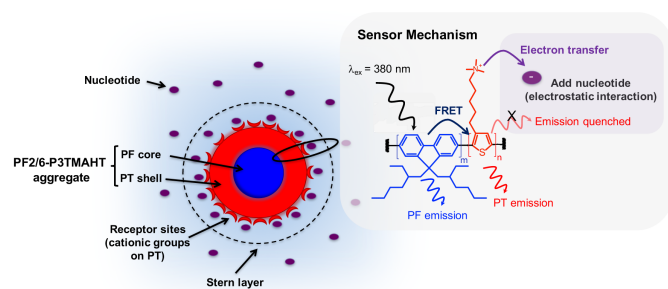 Sensor Mechanism
Electron transfer
λex = 380 nm
Nucleotide
N+
-
Add nucleotide
(electrostatic interaction)
FRET
X
Emission quenched
PF2/6-P3TMAHT
aggregate
PF core
PT shell
S
m
n
PT emission
PF emission
Receptor sites
(cationic groups
on PT)
Stern layer